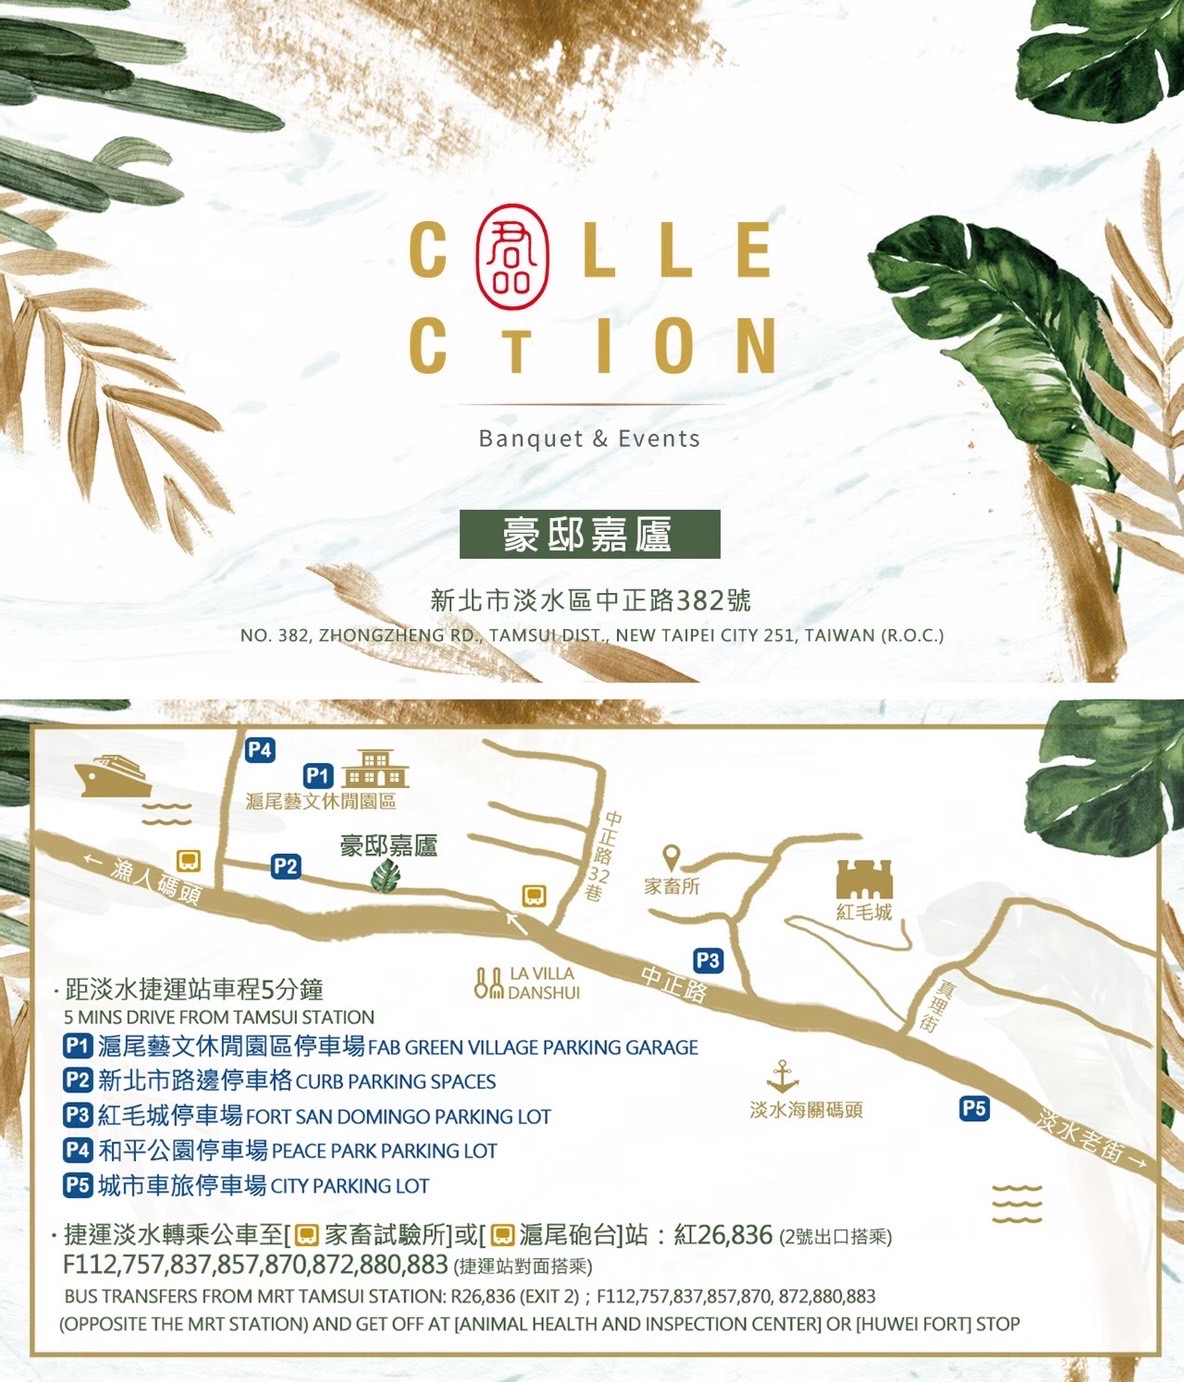 C君品LLE
CTION
Banquet & Events
豪邸嘉廬
新北市淡水區中正路382號
NO. 382, ZHONGZHENG RD., TAMSUI DIST., NEW TAIPEI CITY 251, TAIWAN (R.O.C.)
P4
P1
滬尾藝文休閒園區
中正路32巷
豪邸嘉廬
P2
← 漁人碼頭
家畜所
紅毛城
P3
LA VILLA
DANSHUI
中正路
真理街
·距淡水捷運站車程5分鐘
5 MINS DRIVE FROM TAMSUI STATION
P1 滬尾藝文休閒園區停車場 FAB GREEN VILLAGE PARKING GARAGE
P2 新北市路邊停車格 CURB PARKING SPACES
P3 紅毛城停車場 FORT SAN DOMINGO PARKING LOT
P4 和平公園停車場 PEACE PARK PARKING LOT
P5 城市車旅停車場 CITY PARKING LOT
淡水海關碼頭
P5
淡水老街 →
·捷運淡水轉乘公車至[家畜試驗所]或[滬尾砲台]站：紅26,836 (2號出口搭乘)
F112,757,837,857,870,872,880,883 (捷運站對面搭乘)
BUS TRANSFERS FROM MRT TAMSUI STATION: R26,836 (EXIT 2)；F112,757,837,857,870, 872,880,883
(OPPOSITE THE MRT STATION) AND GET OFF AT [ANIMAL HEALTH AND INSPECTION CENTER] OR [HUWEI FORT] STOP